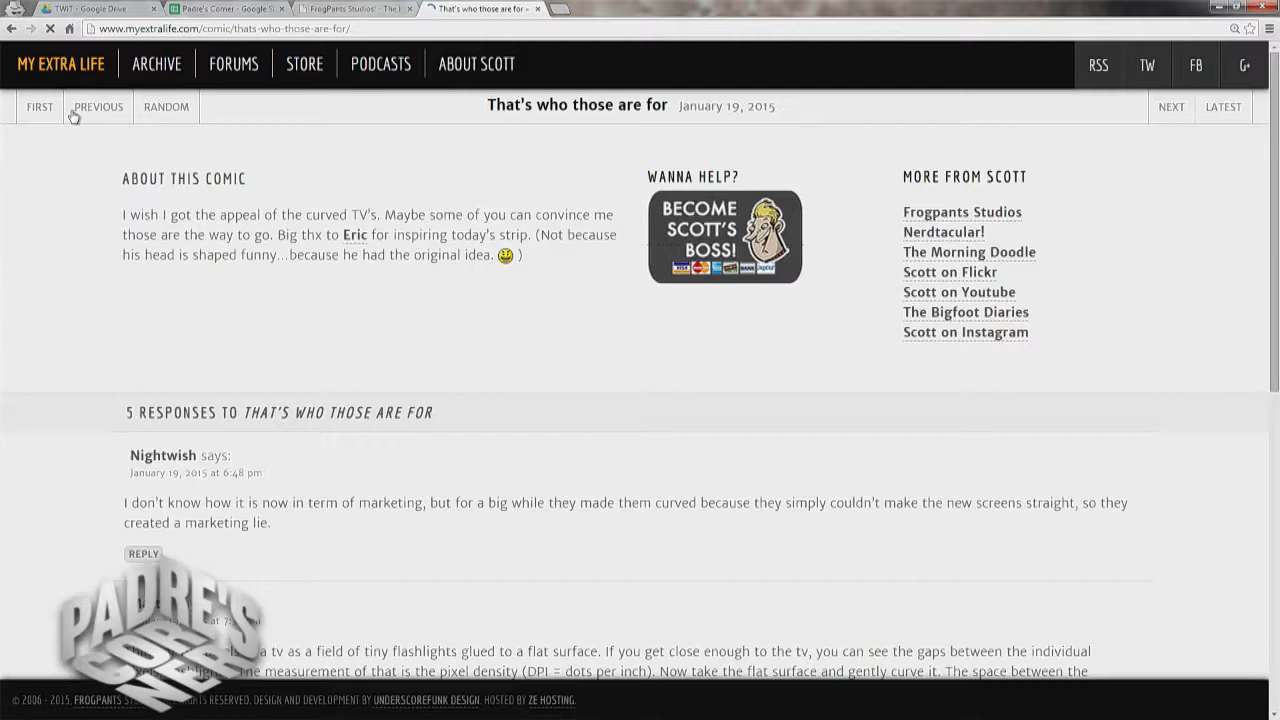 TWIT - Google Drive
Padre's Corner - Google Sl
FrogPants Studios' - The
That's who those are for -
www.myextralife.com/comic/thats-who-those-are-for/
MY EXTRA LIFE
ARCHIVE
FORUMS
STORE
PODCASTS
ABOUT SCOTT
RSS
TW
FB
G+
FIRST
PREVIOUS
RANDOM
That's who those are for January 19, 2015
NEXT
LATEST
ABOUT THIS COMIC
I wish I got the appeal of the curved TV's. Maybe some of you can convince me
those are the way to go. Big thx to Eric for inspiring today's strip. (Not because
his head is shaped funny...because he had the original idea. )
WANNA HELP?
BECOME
SCOTT'S
BOSS!
VISA
BANK
MORE FROM SCOTT
Frogpants Studios
Nerdtacular!
The Morning Doodle
Scott on Flickr
Scott on Youtube
The Bigfoot Diaries
Scott on Instagram
5 RESPONSES TO THAT'S WHO THOSE ARE FOR
Nightwish says:
January 19, 2015 at 6:48 pm
I don't know how it is now in term of marketing, but for a big while they made them curved because they simply couldn't make the new screens straight, so they
created a marketing lie.
REPLY
at 7:
a tv as a field of tiny flashlights glued to a flat surface. If you get close enough to the tv, you can see the gaps between the individual
The measurement of that is the pixel density (DPI = dots per inch). Now take the flat surface and gently curve it. The space between the
PADRE'S
CORNER
© 2006 - 2015, FROGPANTS RIGHTS RESERVED. DESIGN AND DEVELOPMENT BY UNDERSCOREFUNK DESIGN. HOSTED BY ZE HOSTING.